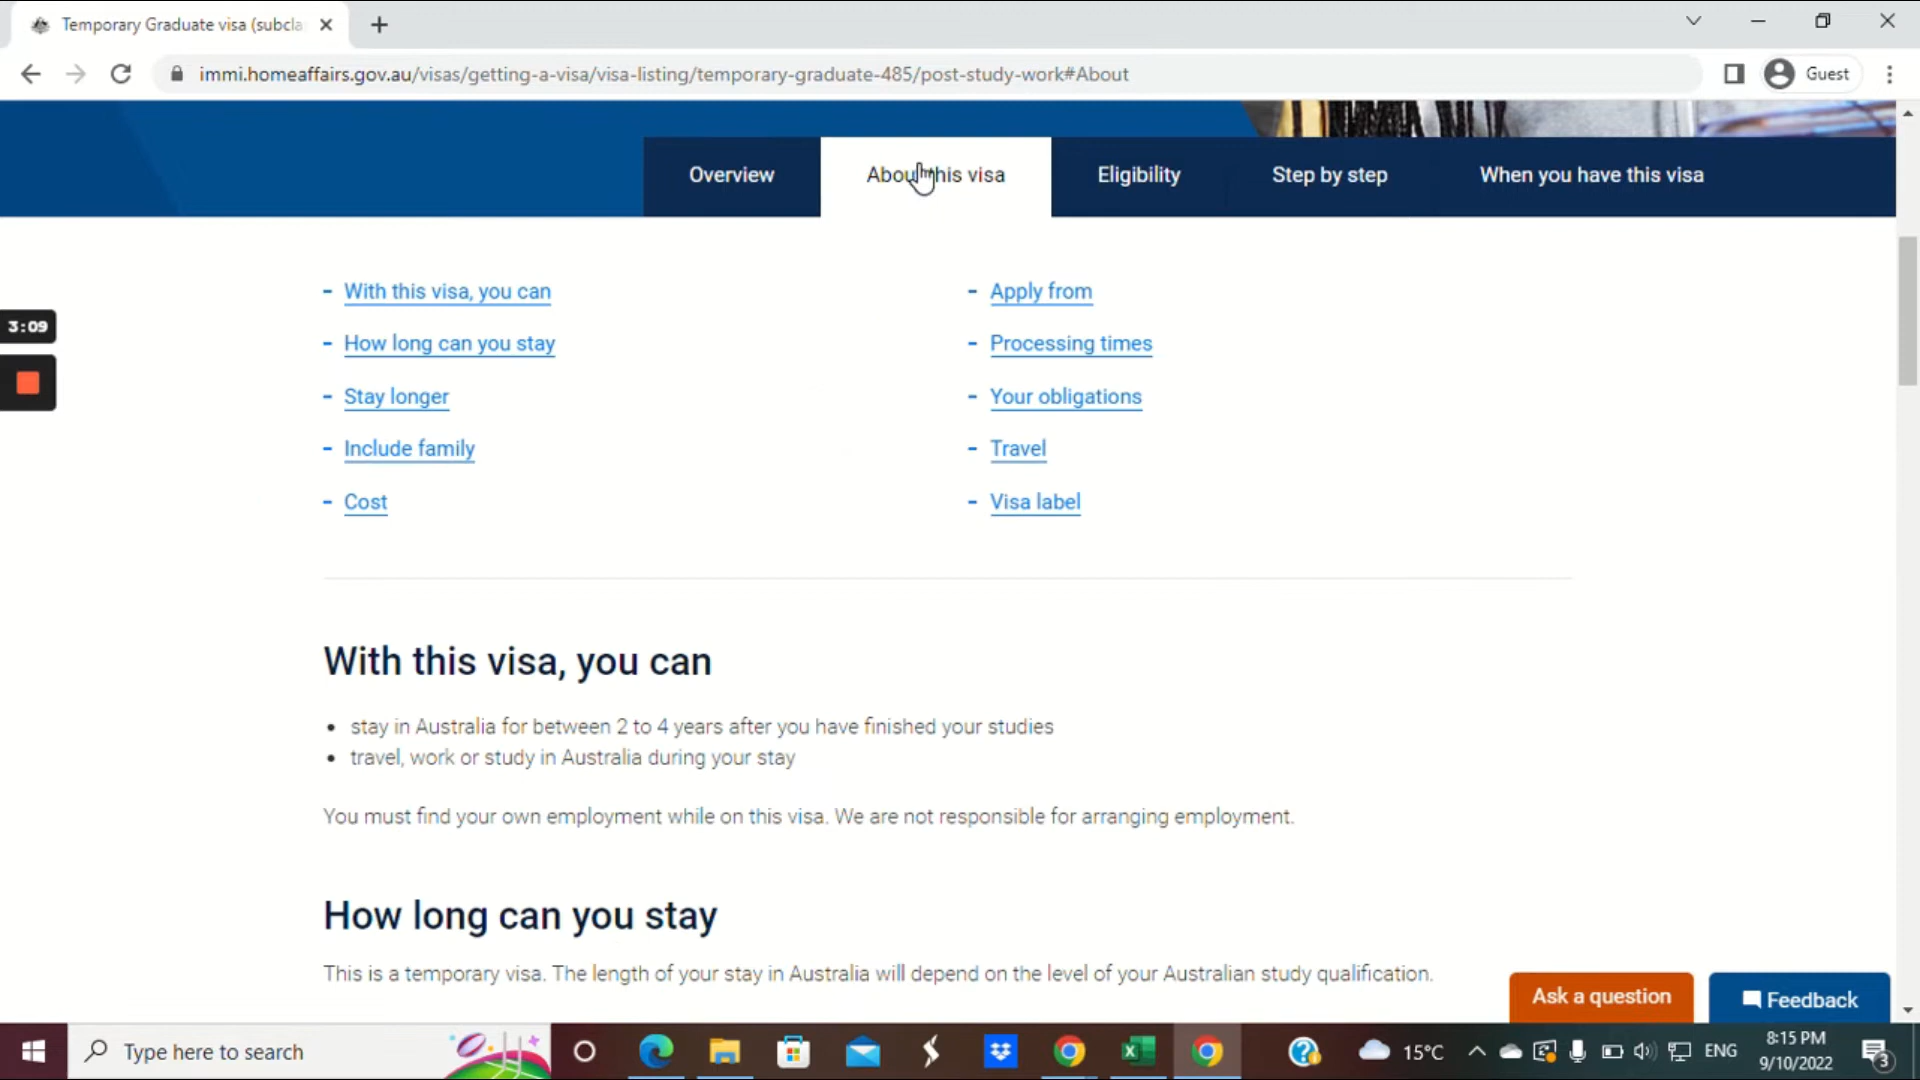 Temporary Graduate visa (subcla
immi.homeaffairs.gov.au/visas/getting-a-visa/visa-listing/temporary-graduate-485/post-study-work#About
Guest
Overview
About this visa
Eligibility
Step by step
When you have this visa
- With this visa, you can
- How long can you stay
- Stay longer
- Include family
- Cost
- Apply from
- Processing times
- Your obligations
- Travel
- Visa label
3:09
With this visa, you can
• stay in Australia for between 2 to 4 years after you have finished your studies
• travel, work or study in Australia during your stay
You must find your own employment while on this visa. We are not responsible for arranging employment.
How long can you stay
This is a temporary visa. The length of your stay in Australia will depend on the level of your Australian study qualification.
Ask a question
Feedback
Type here to search
15°C
ENG
8:15 PM
9/10/2022
3